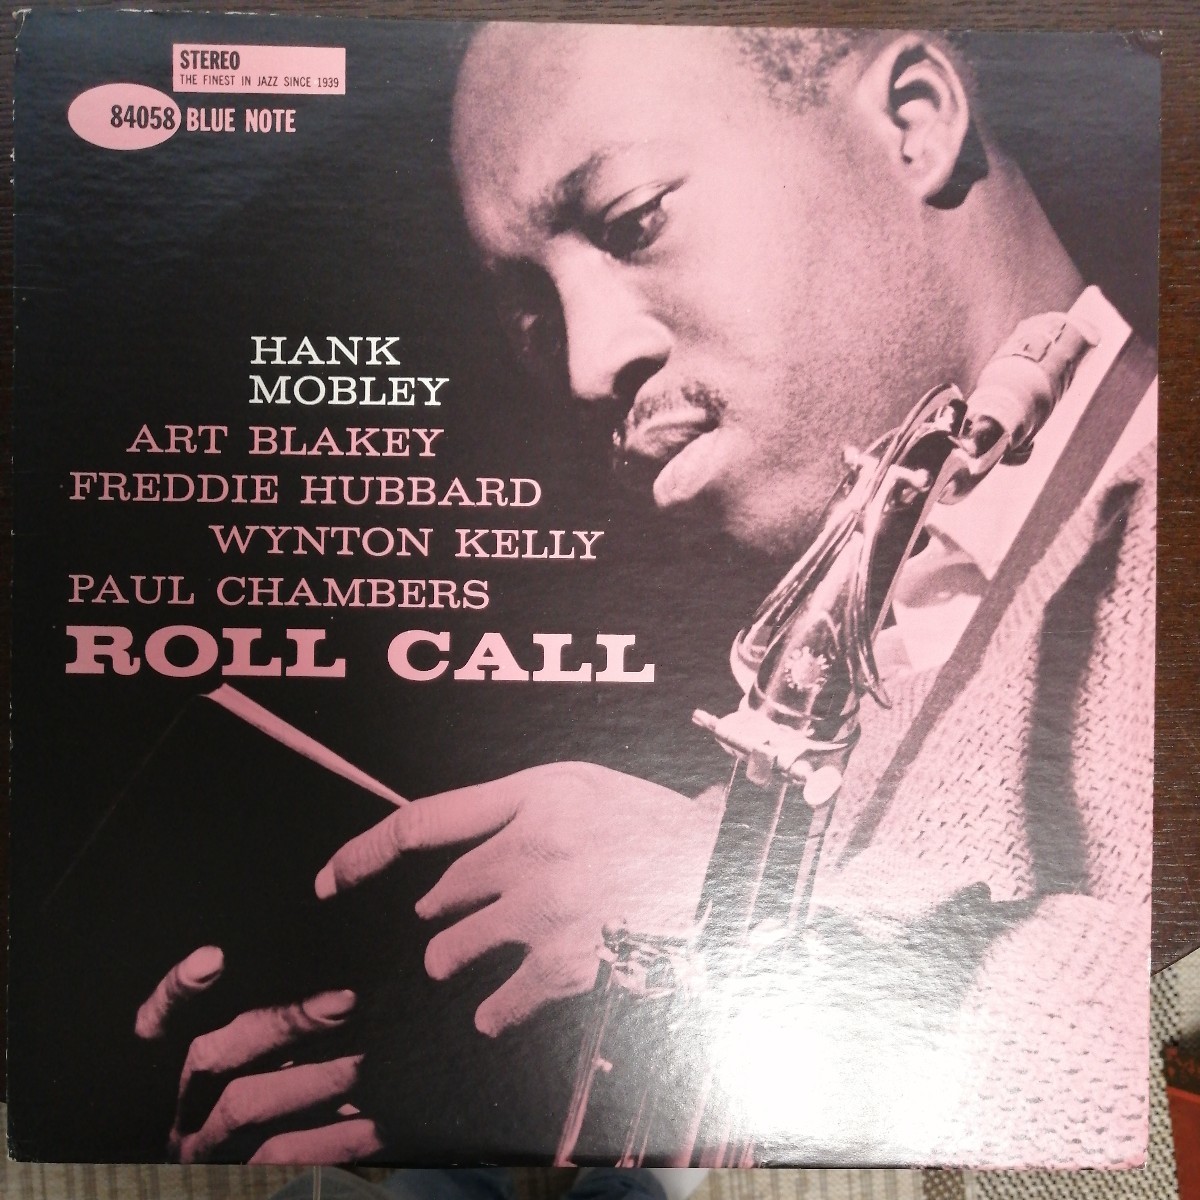 STEREO
THE FINEST IN JAZZ SINCE 1939
84058 BLUE NOTE
HANK
MOBLEY
ART BLAKEY
FREDDIE HUBBARD
WYNTON KELLY
PAUL CHAMBERS
ROLL CALL